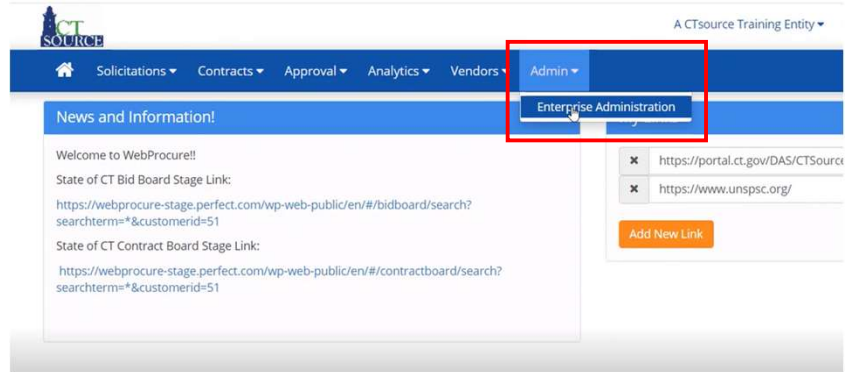 CT
SOURCE
A CTsource Training Entity
Solicitations Contracts Approval Analytics Vendors Admin
Enterprise Administration
News and Information!
Welcome to WebProcure!!
State of CT Bid Board Stage Link:
https://webprocure-stage.perfect.com/wp-web-public/en/#/bidboard/search?
searchterm=*&customerid=51
State of CT Contract Board Stage Link:
https://webprocure-stage.perfect.com/wp-web-public/en/#/contractboard/search?
searchterm=*&customerid=51
https://portal.ct.gov/DAS/CTSource
https://www.unspsc.org/
Add New Link